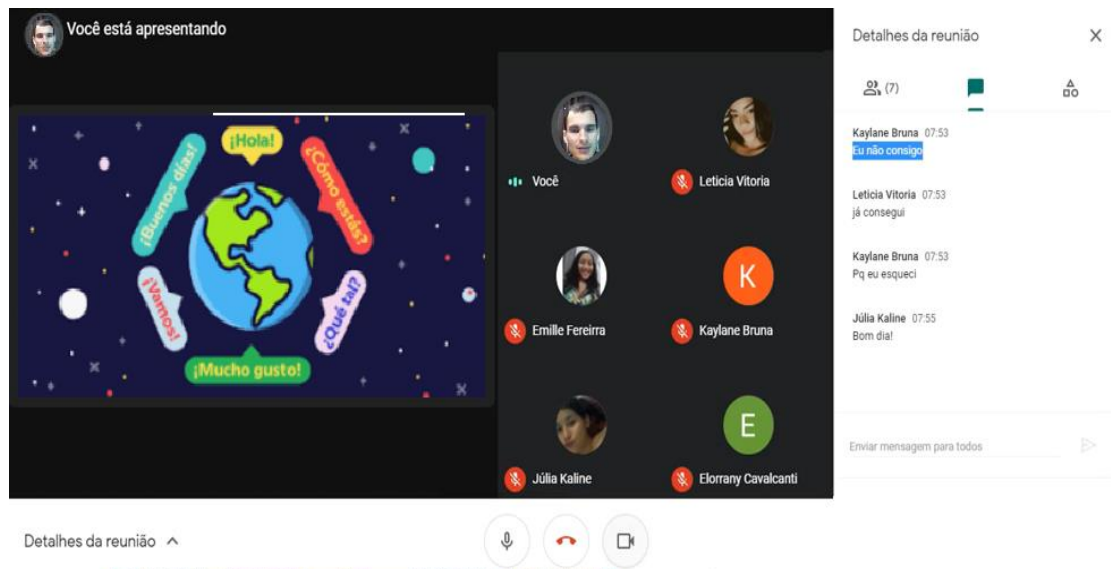 Você está apresentando
¡Hola!
¿Cómo estás?
¡Buenos días!
¡Vamos!
¿Qué tal?
¡Mucho gusto!
Você
Leticia Vitoria
Emille Fereirra
K
Kaylane Bruna
Júlia Kaline
E
Elorrany Cavalcanti
Detalhes da reunião
(7)
Kaylane Bruna 07:53
Eu não consigo
Leticia Vitoria 07:53
já consegui
Kaylane Bruna 07:53
Pq eu esqueci
Júlia Kaline 07:55
Bom dia!
Enviar mensagem para todos
Detalhes da reunião